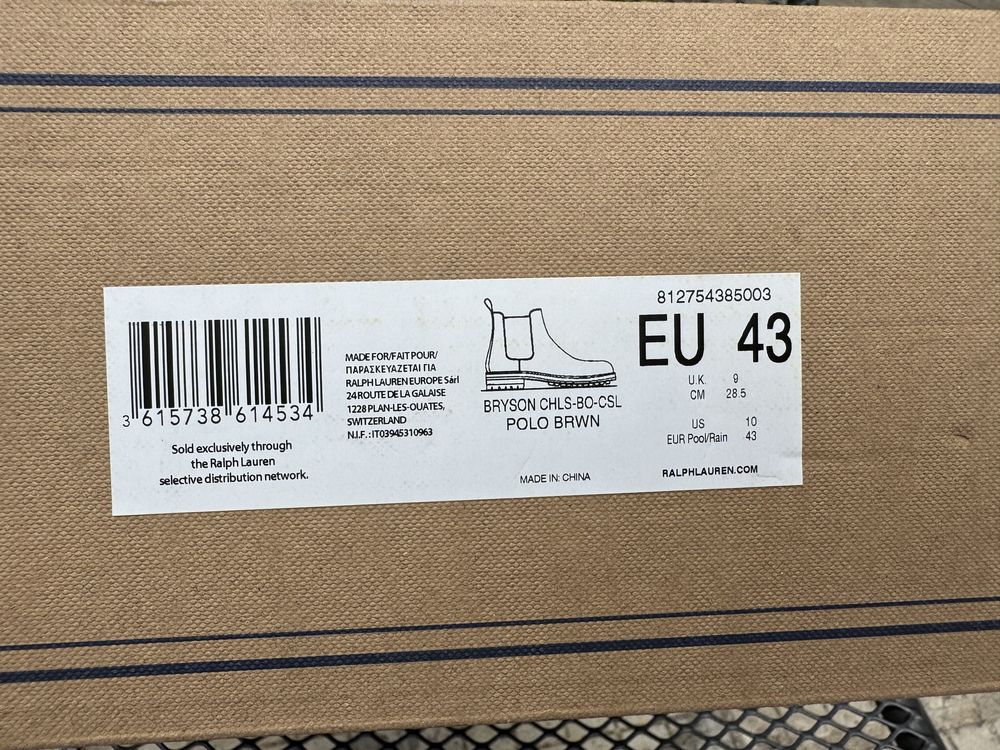 3 615738 614534
Sold exclusively through
the Ralph Lauren
selective distribution network.
MADE FOR/FAIT POUR/
ΠΑΡΑΣΚΕΥΑΖΕΤΑΙ ΓΙΑ
RALPH LAUREN EUROPE Sárl
24 ROUTE DE LA GALAISE
1228 PLAN-LES-OUATES,
SWITZERLAND
N.I.F.:IT03945310963
BRYSON CHLS-BO-CSL
POLO BRWN
MADE IN: CHINA
812754385003
EU 43
U.K. 9
CM 28.5
US 10
EUR Pool/Rain 43
RALPHLAUREN.COM